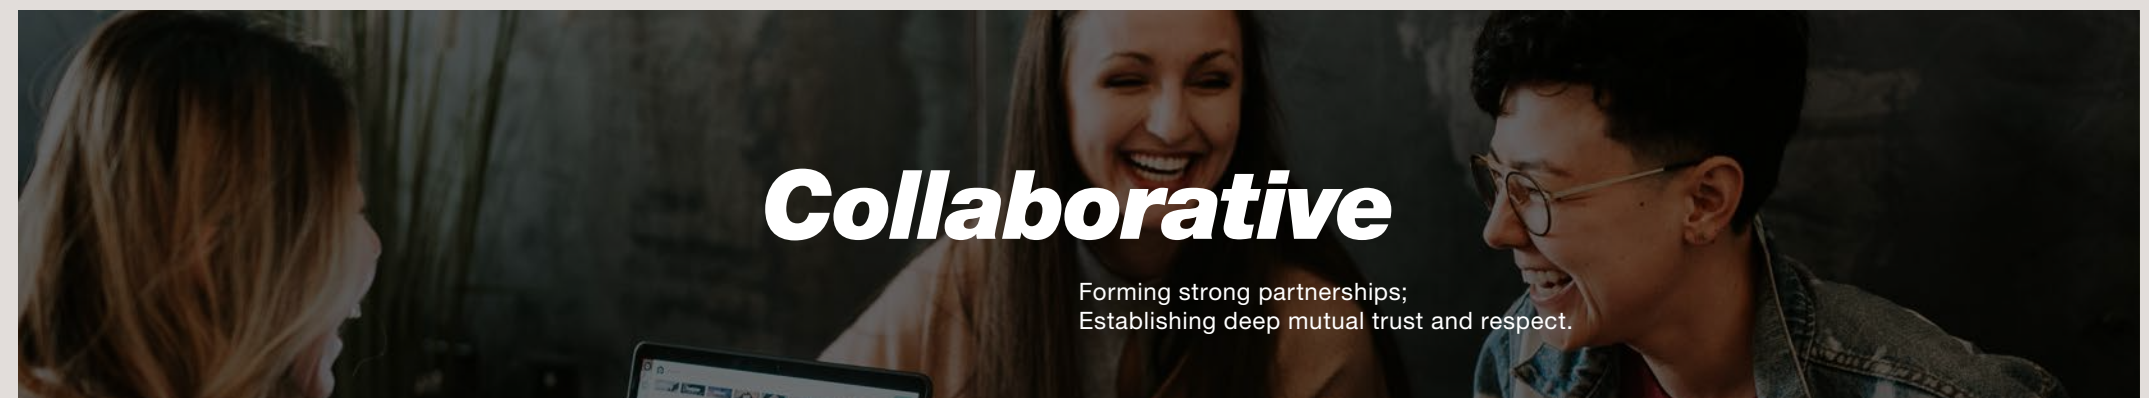 Collaborative
Forming strong partnerships;
Establishing deep mutual trust and respect.